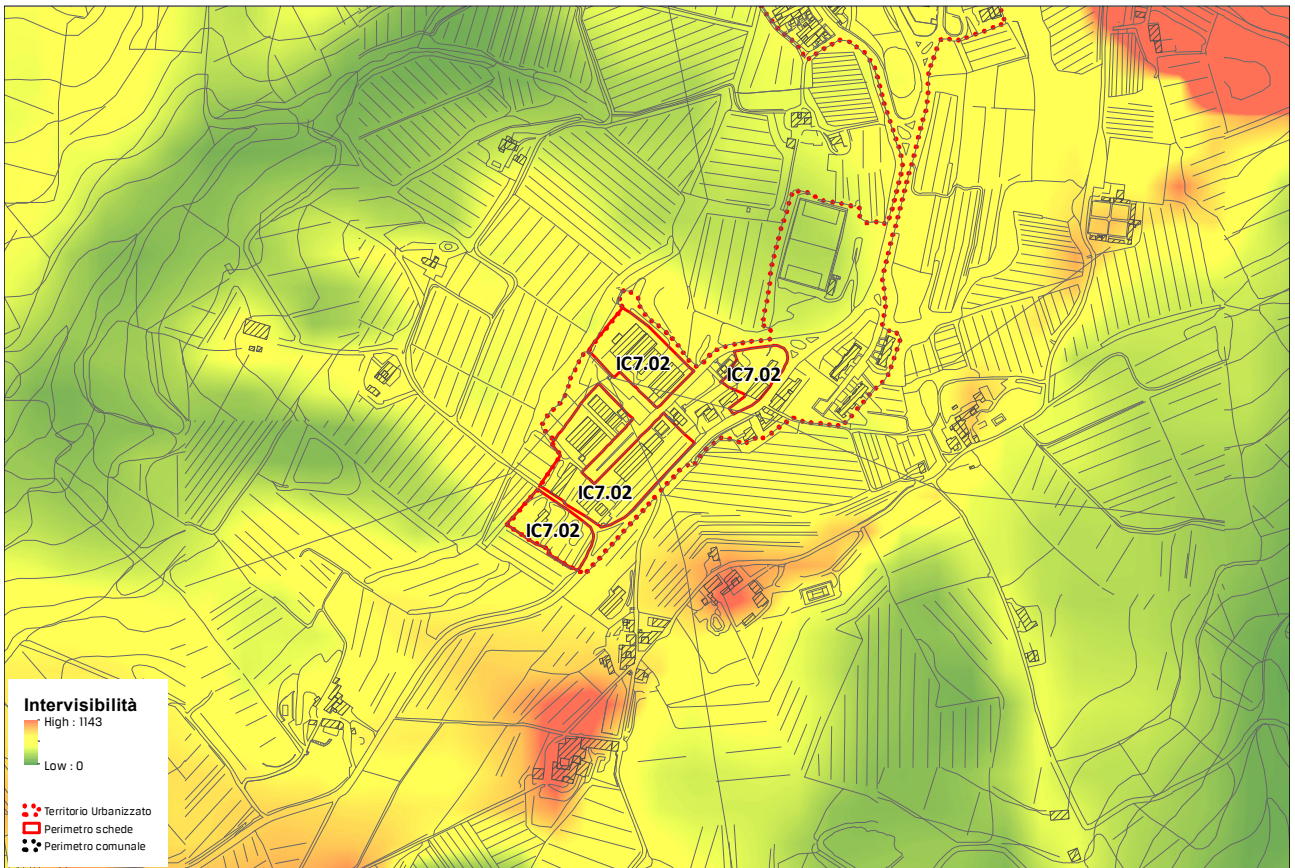 IC7.02
IC7.02
IC7.02
IC7.02
Intervisibilità
High : 1143
Low : 0
Territorio Urbanizzato
Perimetro schede
Perimetro comunale